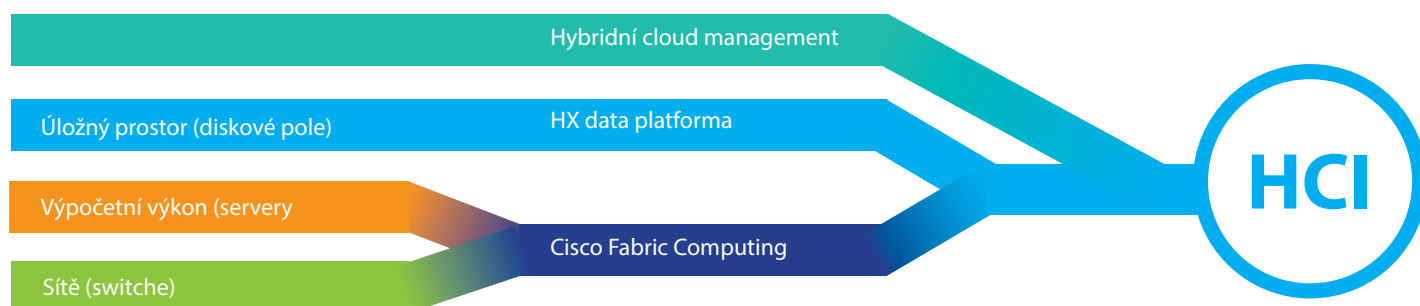 Hybridní cloud management
Úložný prostor (diskové pole)
HX data platforma
Výpočetní výkon (servery
Cisco Fabric Computing
Sítě (switche)
HCI